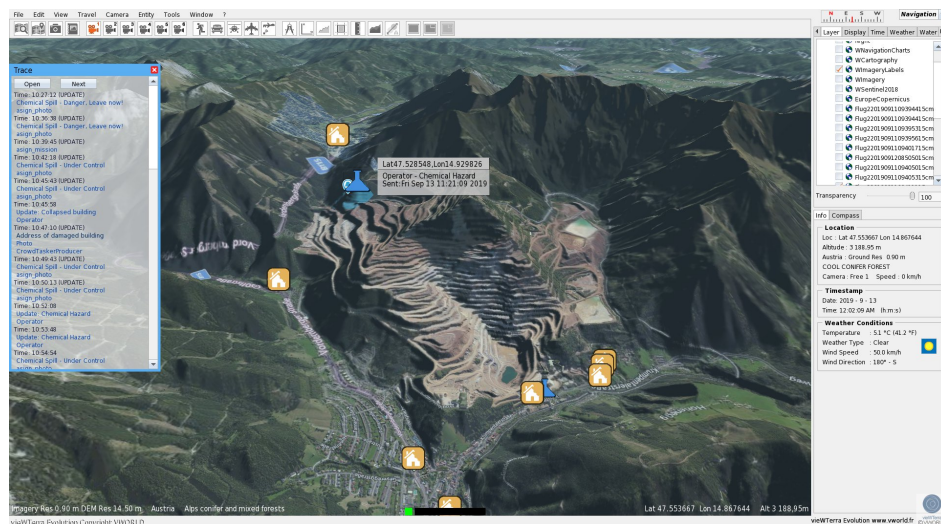 File Edit View Travel Camera Entity Tools Window ?
N E S W
Navigation
Layer Display Time Weather Water
WNavigationCharts
WCartography
WImageryLabels
WImagery
WSentinel2018
EuropeCopernicus
Flug2201909110939441 5cm
Transparency
100
Info Compass
Location
Loc : Lat 47.553667 Lon 14.867644
Altitude : 3 188,95 m
Austria : Ground Res 0.90 m
COOL CONIFER FOREST
Camera : Free 1 Speed : 0 km/h
Timestamp
Date: 2019 - 9 - 13
Time: 12:02:09 AM (h:m:s)
Weather Conditions
Temperature : 5.1 °C (41.2 °F)
Weather Type : Clear
Wind Speed : 50.0 km/h
Wind Direction : 180° - S
Trace
Open Next
Time: 10:27:12 (UPDATE)
Chemical Spill - Danger, Leave now!
asign_photo
Time: 10:36:38 (UPDATE)
Chemical Spill - Danger, Leave now!
asign_photo
Time: 10:39:45 (UPDATE)
asign_mission
Time: 10:42:18 (UPDATE)
Chemical Spill - Under Control
asign_photo
Time: 10:45:43 (UPDATE)
Chemical Spill - Under Control
asign_photo
Time: 10:45:58
Update: Collapsed building
Operator
Time: 10:47:10 (UPDATE)
Address of damaged building
Photo
CrowdTaskerProducer
Time: 10:49:43 (UPDATE)
Chemical Spill - Under Control
asign_photo
Time: 10:50:13 (UPDATE)
Chemical Spill - Under Control
asign_photo
Time: 10:52:08
Update: Chemical Hazard
Operator
Time: 10:53:48
Update: Chemical Hazard
Operator
Time: 10:54:54
Chemical Spill - Under Control
asign_photo
Lat47.528548,Lon14.929826
Operator - Chemical Hazard
Sent:Fri Sep 13 11:21:09 2019
Imagery Res 0.90 m DEM Res 14.50 m, Austria Alps conifer and mixed forests
Lat 47.553667 Lon 14.867644 Alt 3 188,95m
vieWTerra Evolution Copyright VWORLD
vieWTerra Evolution www.vworld.fr